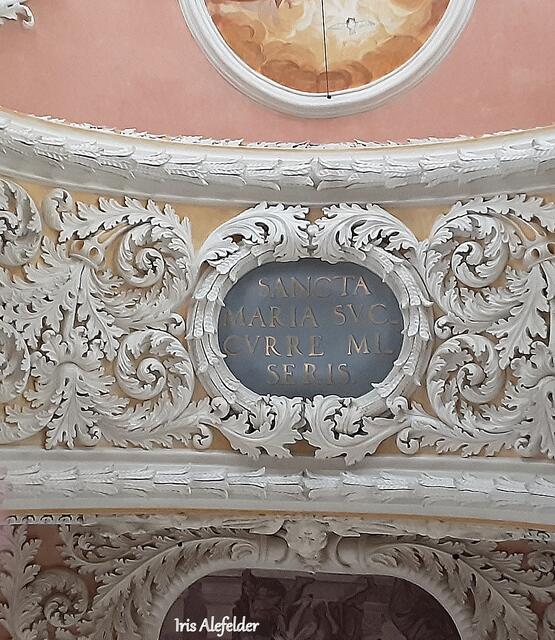 SANCTA
MARIA SVC-
CVRRE MI-
SERIS.
Iris Alefelder